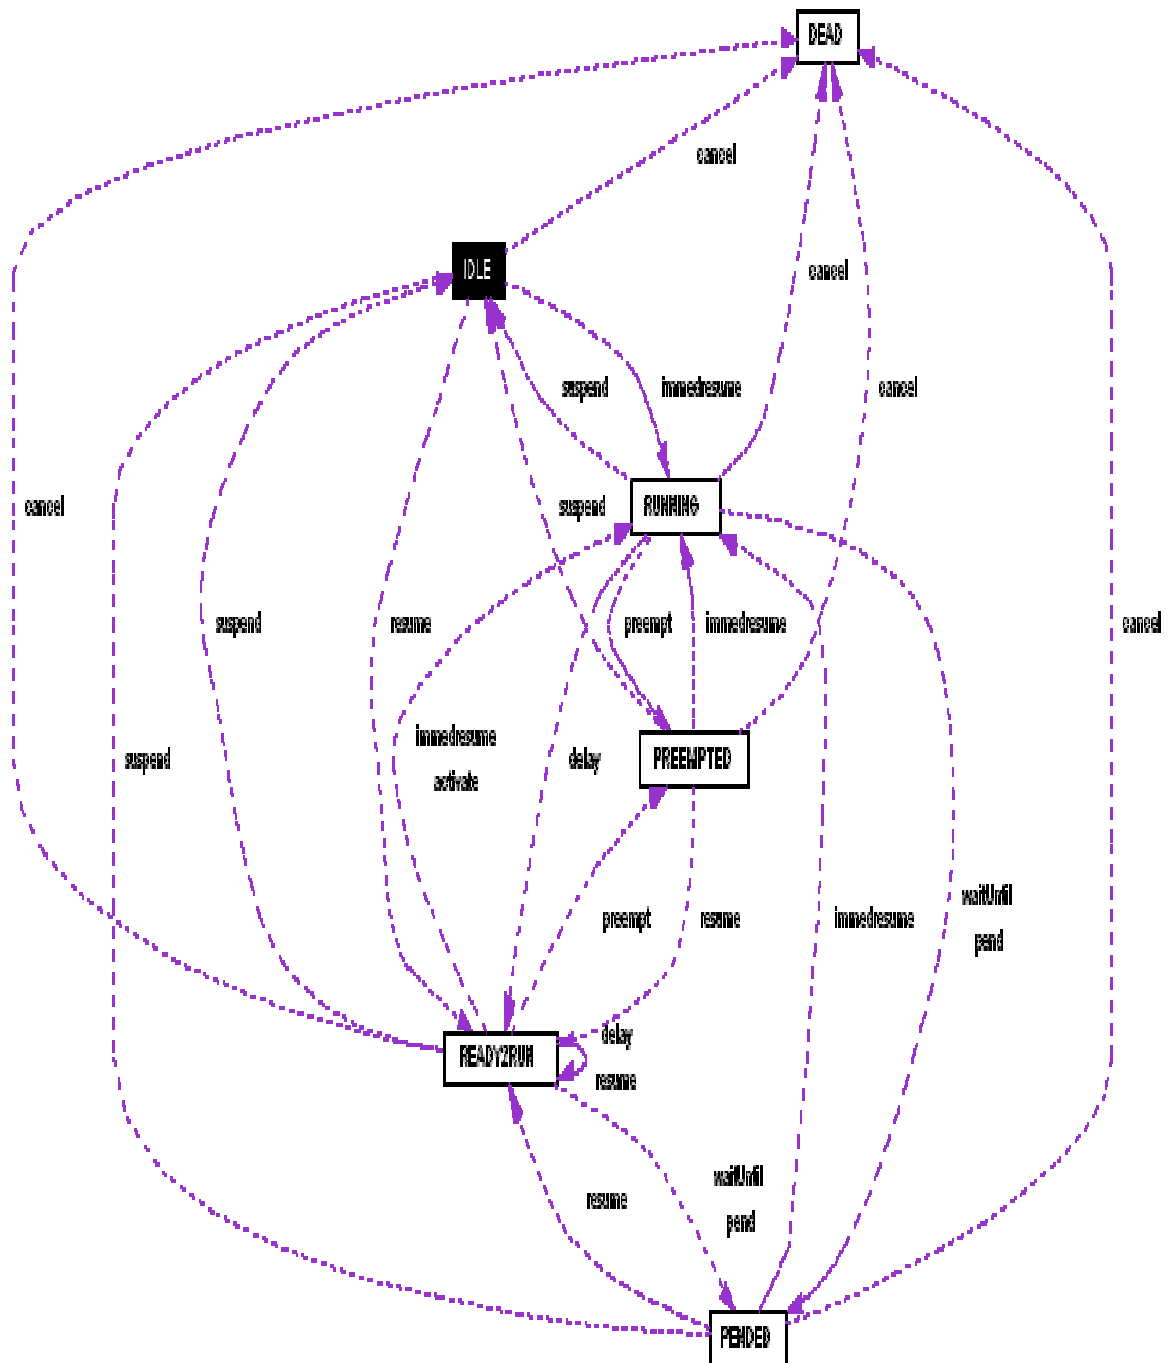 DEAD
cancel
IDLE
cancel
suspend
immedresume
cancel
RUNNING
cancel
suspend
suspend
resume
preempt
immedresume
cancel
suspend
immedresume
activate
delay
PREEMPTED
preempt
resume
immedresume
waitUntil
pend
delay
READY2RUN
resume
waitUntil
pend
resume
PENDED